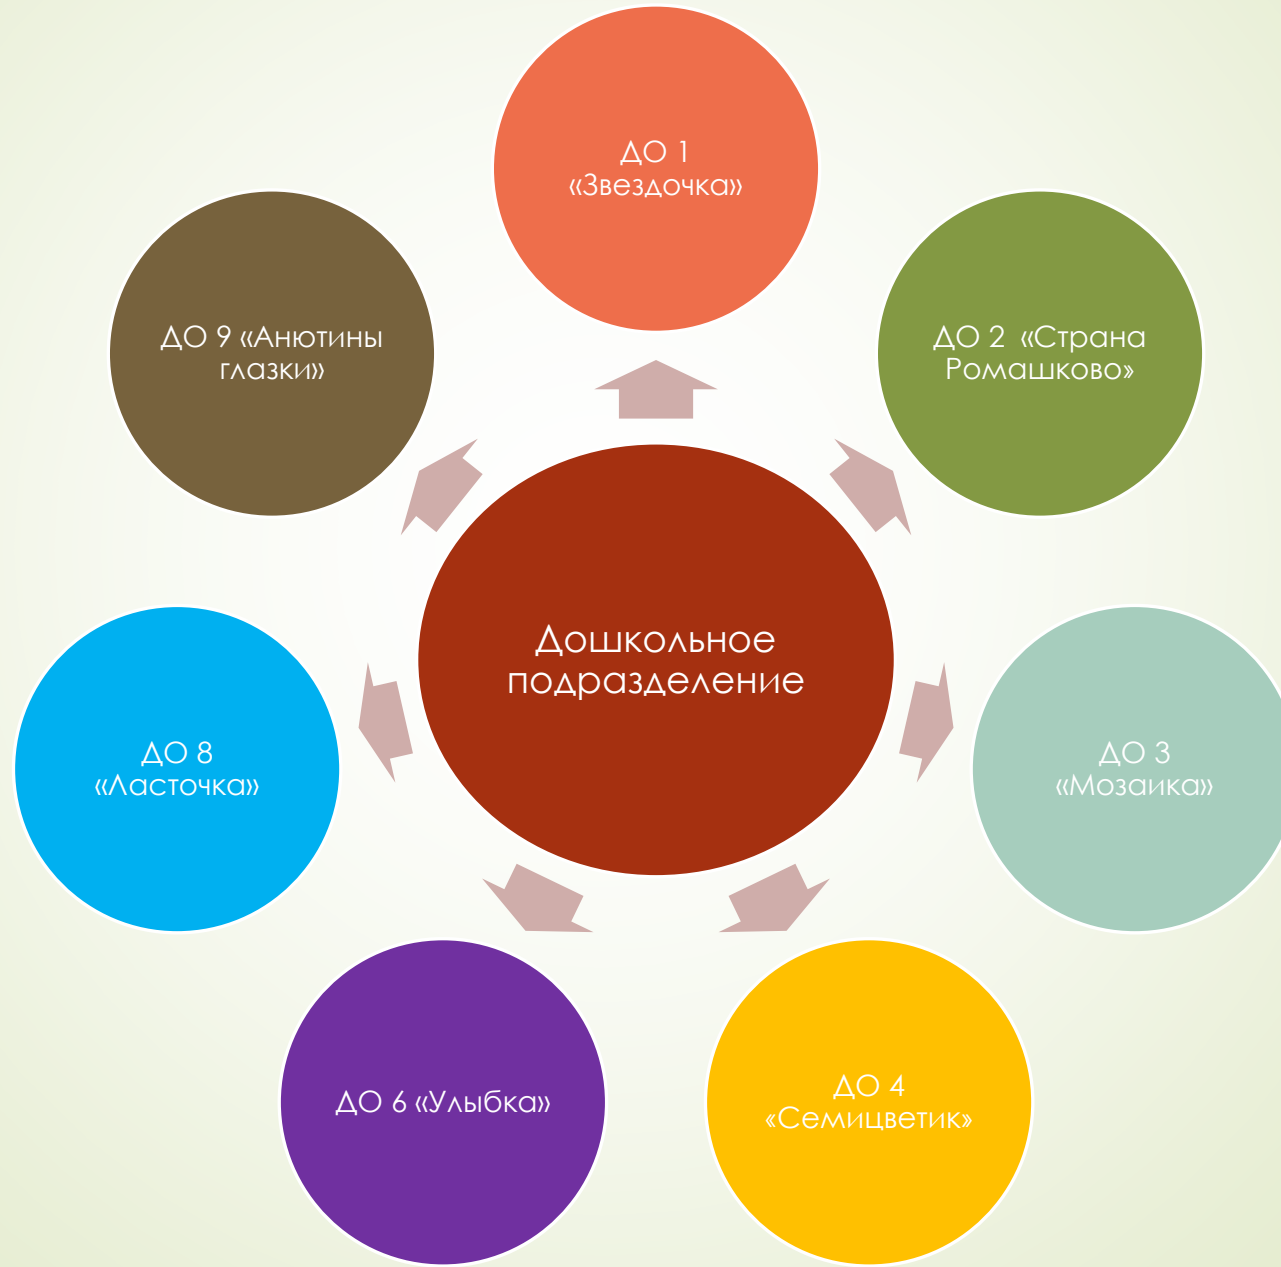 ДО 1
«Звездочка»
ДО 2 «Страна
Ромашково»
ДО 3
«Мозаика»
ДО 4
«Семицветик»
ДО 6 «Улыбка»
ДО 8
«Ласточка»
ДО 9 «Анютины
глазки»
Дошкольное
подразделение